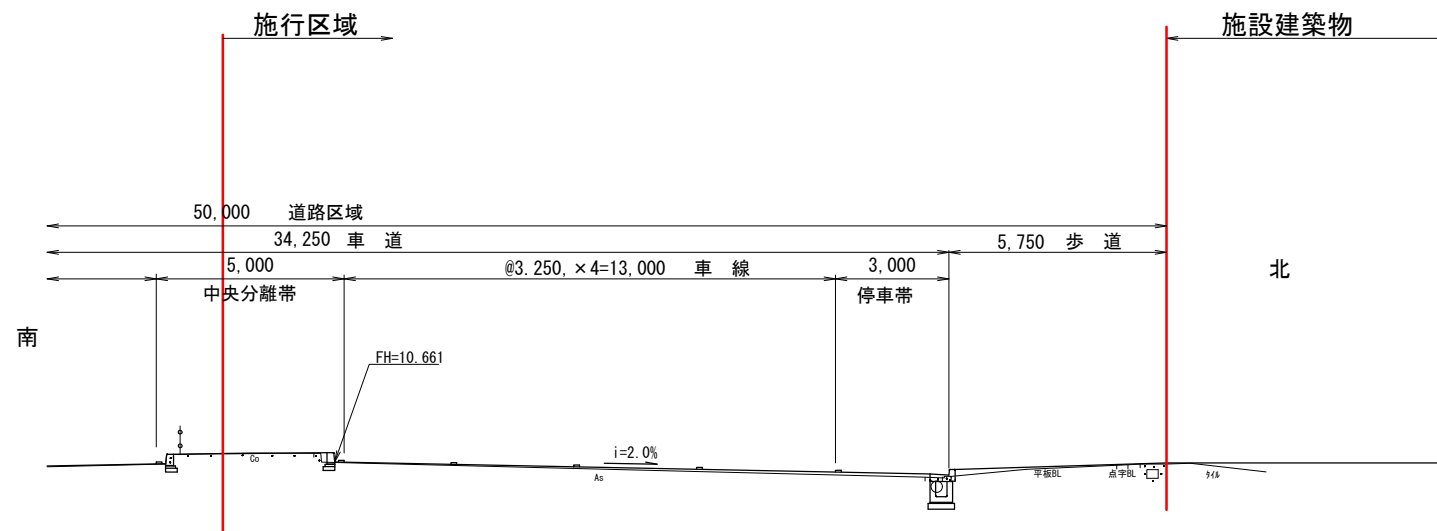 施行区域
施設建築物
50,000 道路区域
34,250 車 道
5,750 歩 道
5,000
@3.250, ×4=13,000 車 線
3,000
中央分離帯
停車帯
北
南
FH=10.661
i=2.0%
Co
As
平板BL
点字BL
ﾀｲﾙ